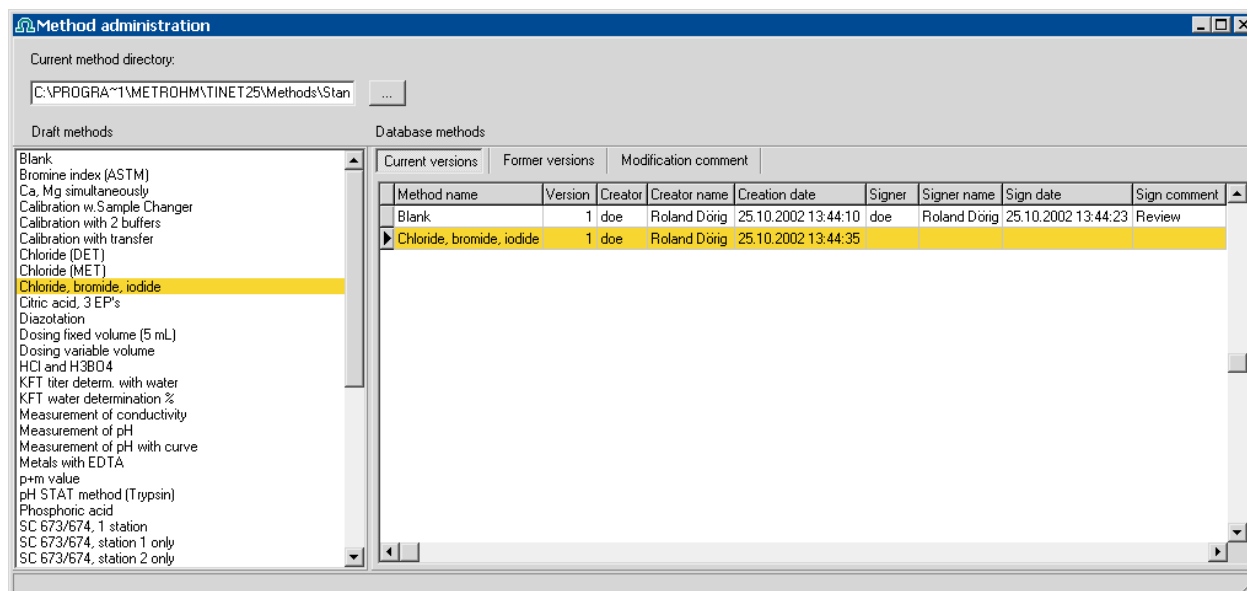 Method administration
Current method directory:
C:\PROGRA~1\METROHM\TINET25\Methods\Stan
...
Draft methods
Database methods
Blank
Bromine index (ASTM)
Ca, Mg simultaneously
Calibration w.Sample Changer
Calibration with 2 buffers
Calibration with transfer
Chloride (DET)
Chloride (MET)
Chloride, bromide, iodide
Citric acid, 3 EP's
Diazotation
Dosing fixed volume (5 mL)
Dosing variable volume
HCl and H3BO4
KFT titer determ. with water
KFT water determination %
Measurement of conductivity
Measurement of pH
Measurement of pH with curve
Metals with EDTA
p+m value
pH STAT method (Trypsin)
Phosphoric acid
SC 673/674, 1 station
SC 673/674, station 1 only
SC 673/674, station 2 only
Current versions Former versions Modification comment
Method name Version Creator Creator name Creation date Signer Signer name Sign date Sign comment
Blank 1 doe Roland Dörig 25.10.2002 13:44:10 doe Roland Dörig 25.10.2002 13:44:23 Review
Chloride, bromide, iodide 1 doe Roland Dörig 25.10.2002 13:44:35